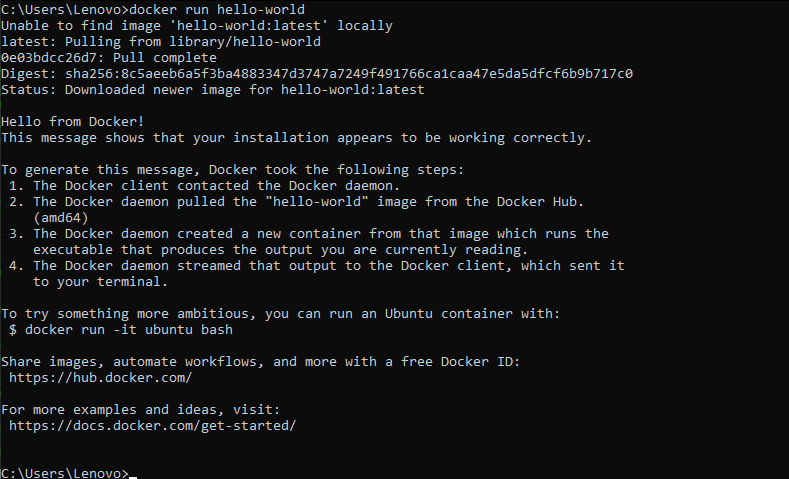 C:\Users\Lenovo>docker run hello-world
Unable to find image 'hello-world:latest' locally
latest: Pulling from library/hello-world
0e03bdcc26d7: Pull complete
Digest: sha256:8c5aeeb6a5f3ba4883347d3747a7249f491766ca1caa47e5da5dfcf6b9b717c0
Status: Downloaded newer image for hello-world:latest

Hello from Docker!
This message shows that your installation appears to be working correctly.

To generate this message, Docker took the following steps:
 1. The Docker client contacted the Docker daemon.
 2. The Docker daemon pulled the "hello-world" image from the Docker Hub.
    (amd64)
 3. The Docker daemon created a new container from that image which runs the
    executable that produces the output you are currently reading.
 4. The Docker daemon streamed that output to the Docker client, which sent it
    to your terminal.

To try something more ambitious, you can run an Ubuntu container with:
 $ docker run -it ubuntu bash

Share images, automate workflows, and more with a free Docker ID:
 https://hub.docker.com/

For more examples and ideas, visit:
 https://docs.docker.com/get-started/

C:\Users\Lenovo>